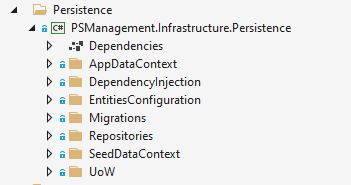 Persistence
C# PSManagement.Infrastructure.Persistence
Dependencies
AppDataContext
DependencyInjection
EntitiesConfiguration
Migrations
Repositories
SeedDataContext
UoW